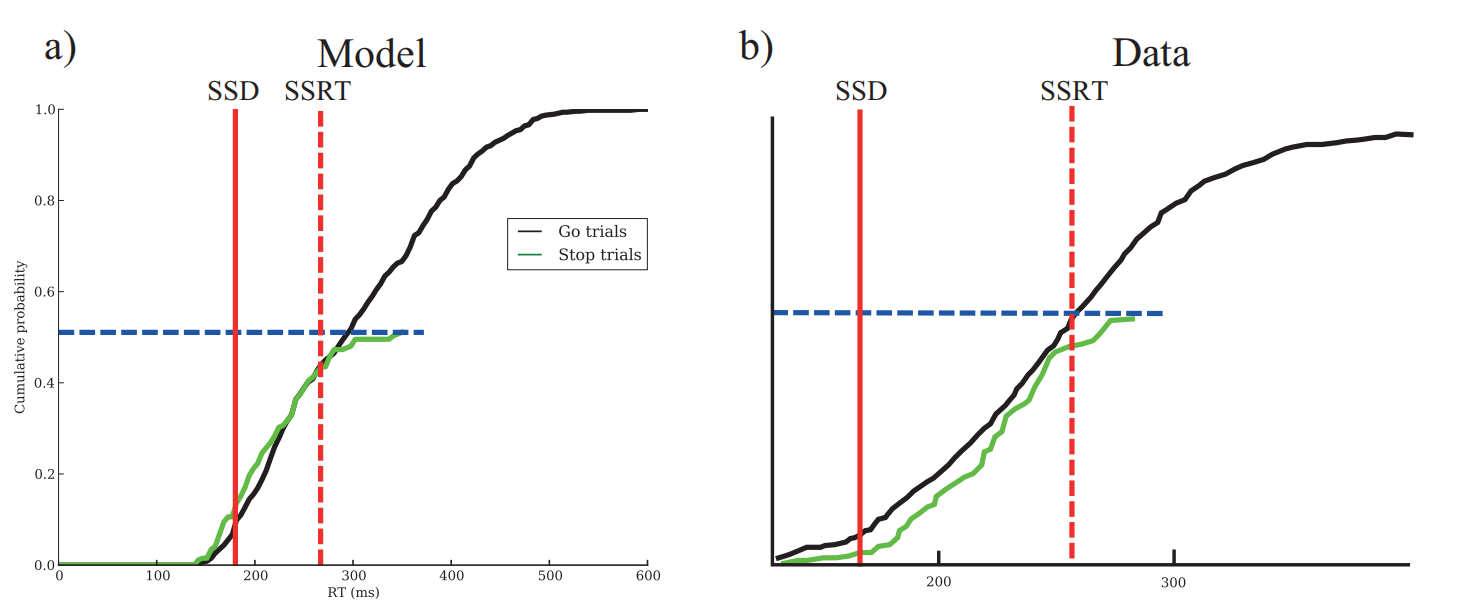 a)
Model
SSD SSRT
1.0
0.8
0.6
0.4
0.2
0.0
Cumulative probability
Go trials
Stop trials
0 100 200 300 400 500 600
RT (ms)
b)
Data
SSD SSRT
200 300